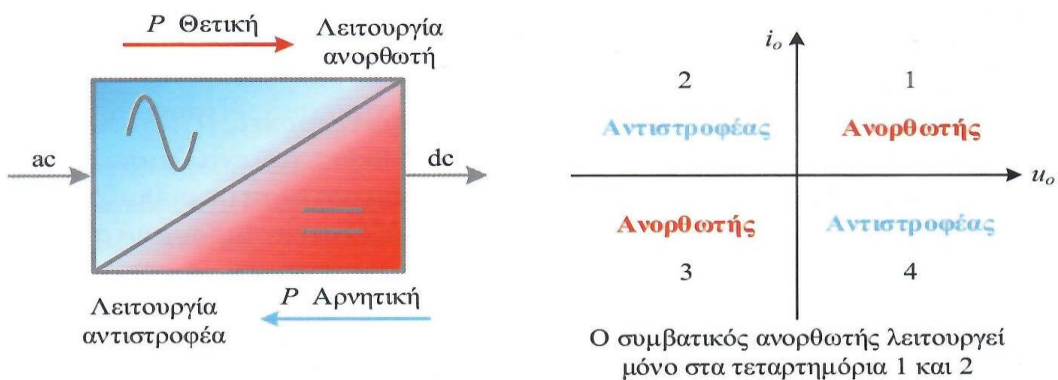 P Θετική
Λειτουργία
ανορθωτή
ac
dc
P Αρνητική
Λειτουργία
αντιστροφέα
i_o
2
1
Αντιστροφέας
Ανορθωτής
u_o
Ανορθωτής
Αντιστροφέας
3
4
Ο συμβατικός ανορθωτής λειτουργεί
μόνο στα τεταρτημόρια 1 και 2